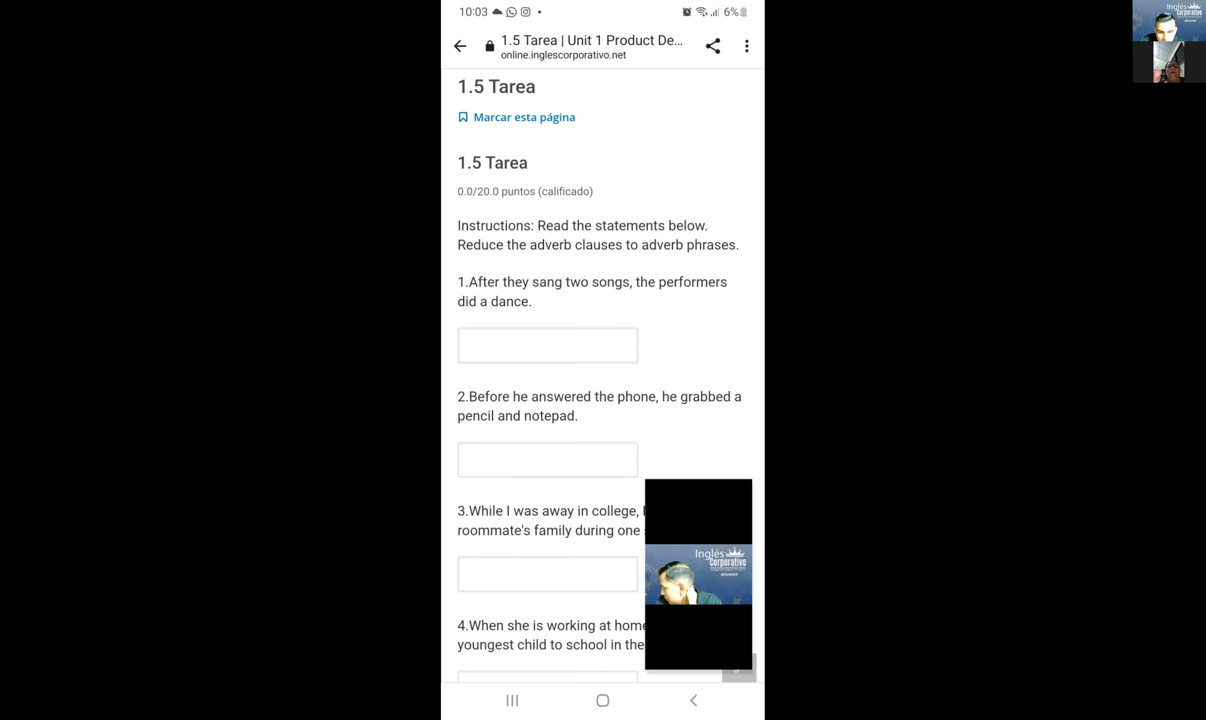 10:03
6%
1.5 Tarea | Unit 1 Product De...
online.inglescorporativo.net
1.5 Tarea
Marcar esta página
1.5 Tarea
0.0/20.0 puntos (calificado)
Instructions: Read the statements below.
Reduce the adverb clauses to adverb phrases.
1.After they sang two songs, the performers
did a dance.
2.Before he answered the phone, he grabbed a
pencil and notepad.
3.While I was away in college, I
roommate's family during one
4.When she is working at home
youngest child to school in the
Inglés
Corporativo
Inglés
Corporativo